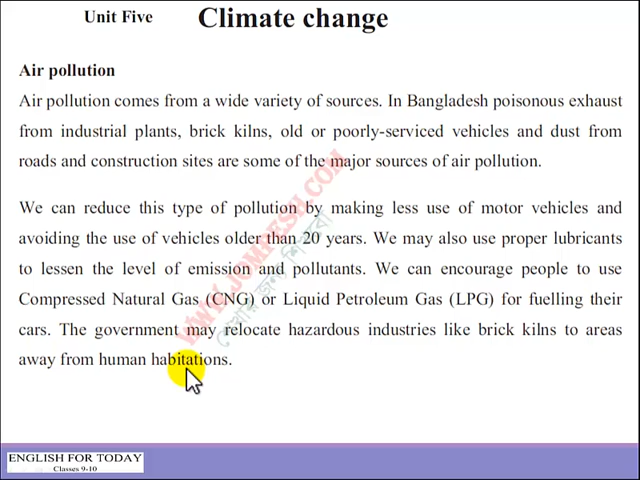 Unit Five Climate change
Air pollution
Air pollution comes from a wide variety of sources. In Bangladesh poisonous exhaust
from industrial plants, brick kilns, old or poorly-serviced vehicles and dust from
roads and construction sites are some of the major sources of air pollution.
We can reduce this type of pollution by making less use of motor vehicles and
avoiding the use of vehicles older than 20 years. We may also use proper lubricants
to lessen the level of emission and pollutants. We can encourage people to use
Compressed Natural Gas (CNG) or Liquid Petroleum Gas (LPG) for fuelling their
cars. The government may relocate hazardous industries like brick kilns to areas
away from human habitations.
WWW.JOMPESH.COM
শেখার জন্য
ENGLISH FOR TODAY
Classes 9-10